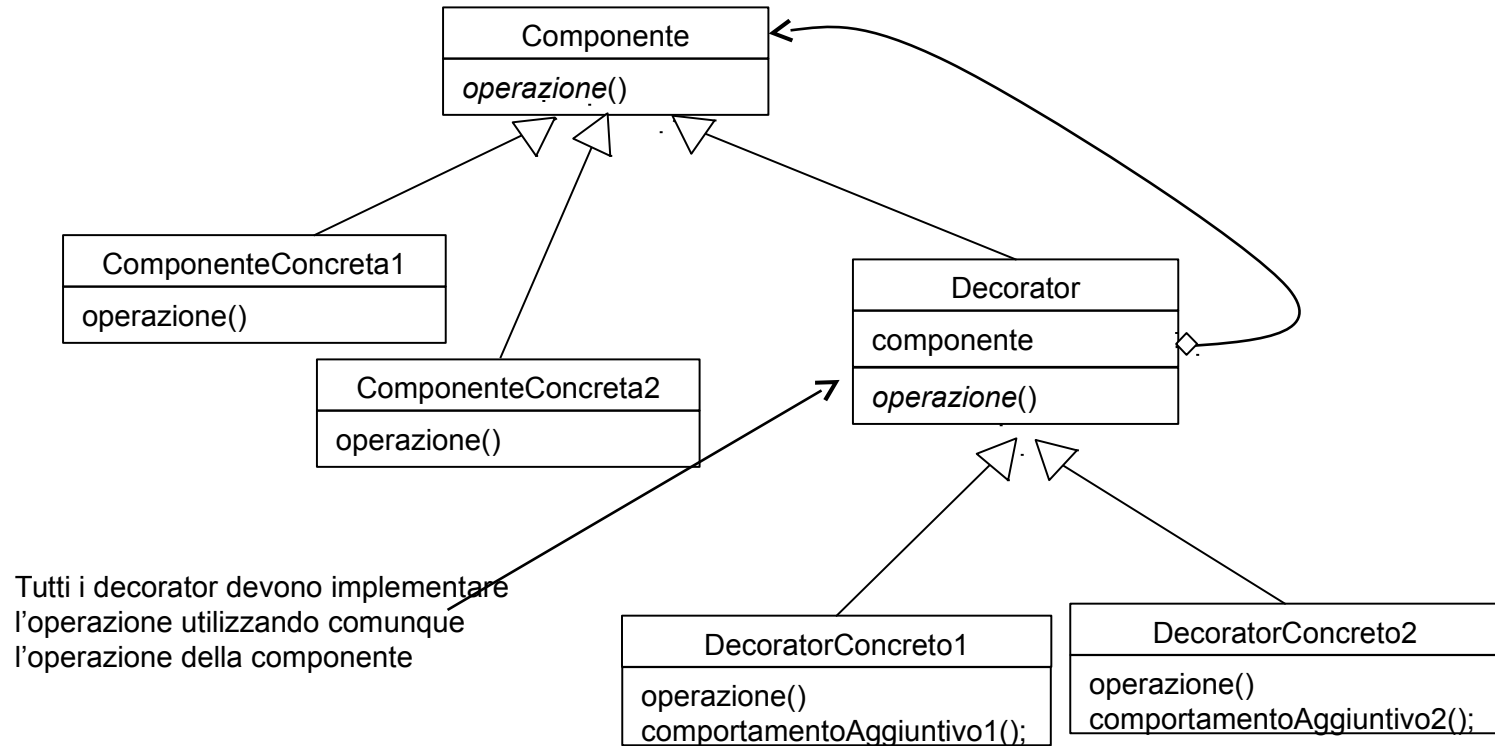 Componente
operazione()
ComponenteConcreta1
operazione()
Decorator
componente
operazione()
ComponenteConcreta2
operazione()
Tutti i decorator devono implementare
l’operazione utilizzando comunque
l’operazione della componente
DecoratorConcreto1
operazione()
comportamentoAggiuntivo1();
DecoratorConcreto2
operazione()
comportamentoAggiuntivo2();